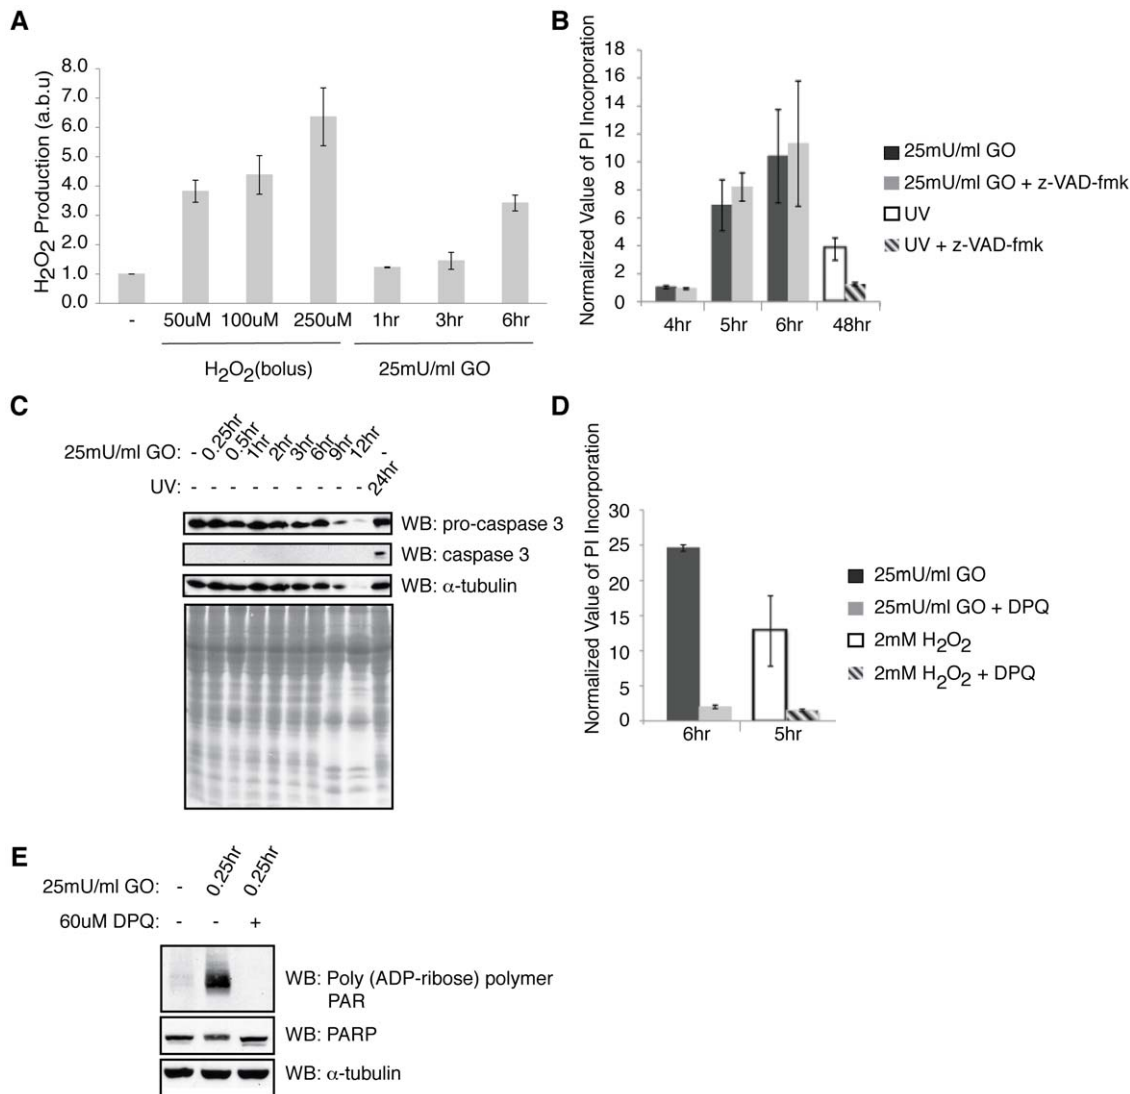 A
H2O2 Production (a.b.u)
8.0
7.0
6.0
5.0
4.0
3.0
2.0
1.0
0.0
- 50uM 100uM 250uM 1hr 3hr 6hr
H2O2(bolus) 25mU/ml GO
B
Normalized Value of PI Incorporation
18
16
14
12
10
8
6
4
2
0
4hr 5hr 6hr 48hr
25mU/ml GO
25mU/ml GO + z-VAD-fmk
UV
UV + z-VAD-fmk
C
25mU/ml GO: - 0.25hr 0.5hr 1hr 2hr 3hr 6hr 9hr 12hr -
UV: - - - - - - - - - 24hr
WB: pro-caspase 3
WB: caspase 3
WB: α-tubulin
D
Normalized Value of PI Incorporation
30
25
20
15
10
5
0
6hr 5hr
25mU/ml GO
25mU/ml GO + DPQ
2mM H2O2
2mM H2O2 + DPQ
E
25mU/ml GO: - 0.25hr 0.25hr
60uM DPQ: - - +
WB: Poly (ADP-ribose) polymer
PAR
WB: PARP
WB: α-tubulin